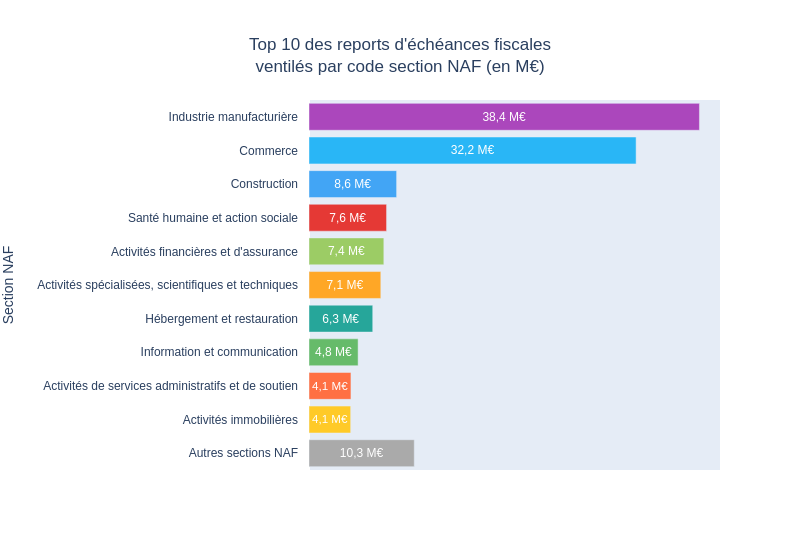 Top 10 des reports d'échéances fiscales
ventilés par code section NAF (en M€)
Section NAF
Industrie manufacturière 38,4 M€
Commerce 32,2 M€
Construction 8,6 M€
Santé humaine et action sociale 7,6 M€
Activités financières et d'assurance 7,4 M€
Activités spécialisées, scientifiques et techniques 7,1 M€
Hébergement et restauration 6,3 M€
Information et communication 4,8 M€
Activités de services administratifs et de soutien 4,1 M€
Activités immobilières 4,1 M€
Autres sections NAF 10,3 M€